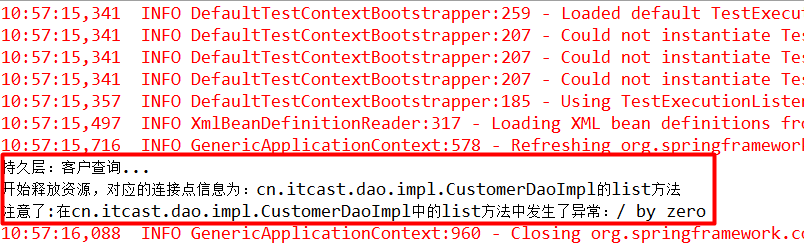 10:57:15,341 INFO DefaultTestContextBootstrapper:259 - Loaded default TestExecu
10:57:15,341 INFO DefaultTestContextBootstrapper:207 - Could not instantiate Tes
10:57:15,341 INFO DefaultTestContextBootstrapper:207 - Could not instantiate Tes
10:57:15,341 INFO DefaultTestContextBootstrapper:207 - Could not instantiate Tes
10:57:15,357 INFO DefaultTestContextBootstrapper:185 - Using TestExecutionListen
10:57:15,497 INFO XmlBeanDefinitionReader:317 - Loading XML bean definitions fro
10:57:15,716 INFO GenericApplicationContext:578 - Refreshing org.springframework
持久层：客户查询...
开始释放资源，对应的连接点信息为：cn.itcast.dao.impl.CustomerDaoImpl的list方法
注意了:在cn.itcast.dao.impl.CustomerDaoImpl中的list方法中发生了异常：/ by zero
10:57:16,088 INFO GenericApplicationContext:960 - Closing org.springframework.co